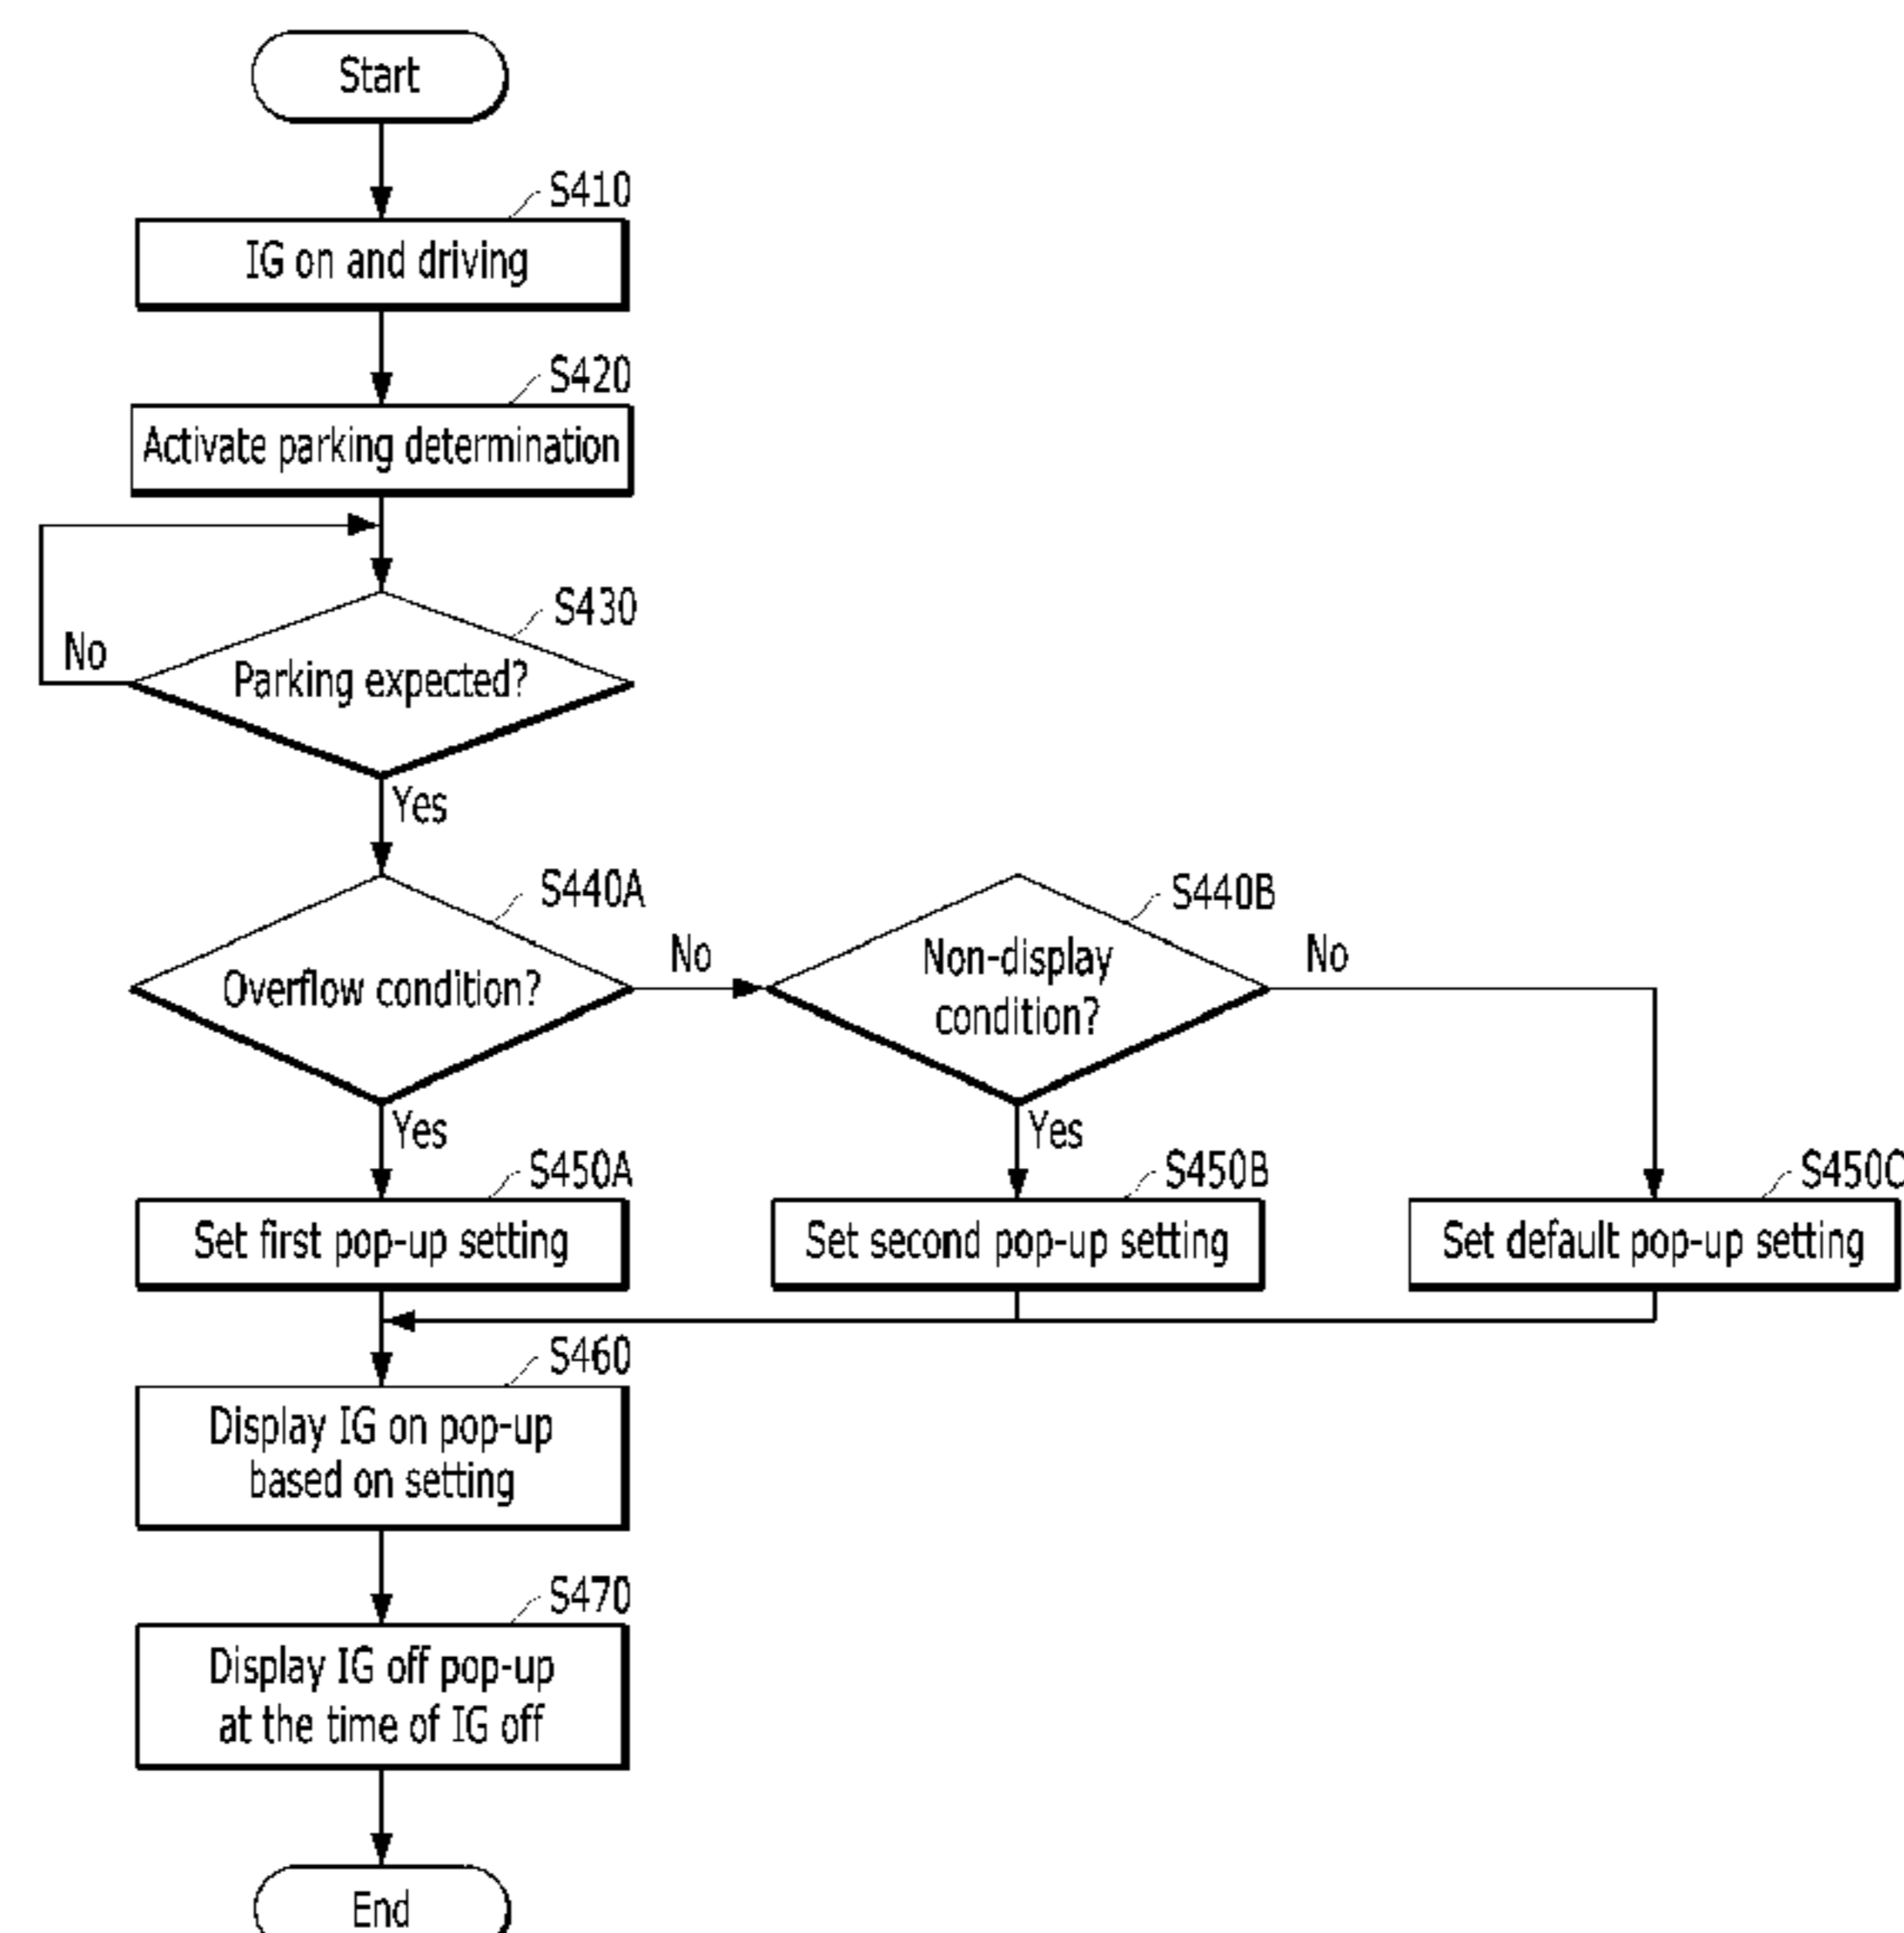 Start
S410
IG on and driving
S420
Activate parking determination
S430
No
Parking expected?
Yes
S440A
S440B
Overflow condition?
No
Non-display
condition?
No
Yes
Yes
S450A
S450B
S450C
Set first pop-up setting
Set second pop-up setting
Set default pop-up setting
S460
Display IG on pop-up
based on setting
S470
Display IG off pop-up
at the time of IG off
End